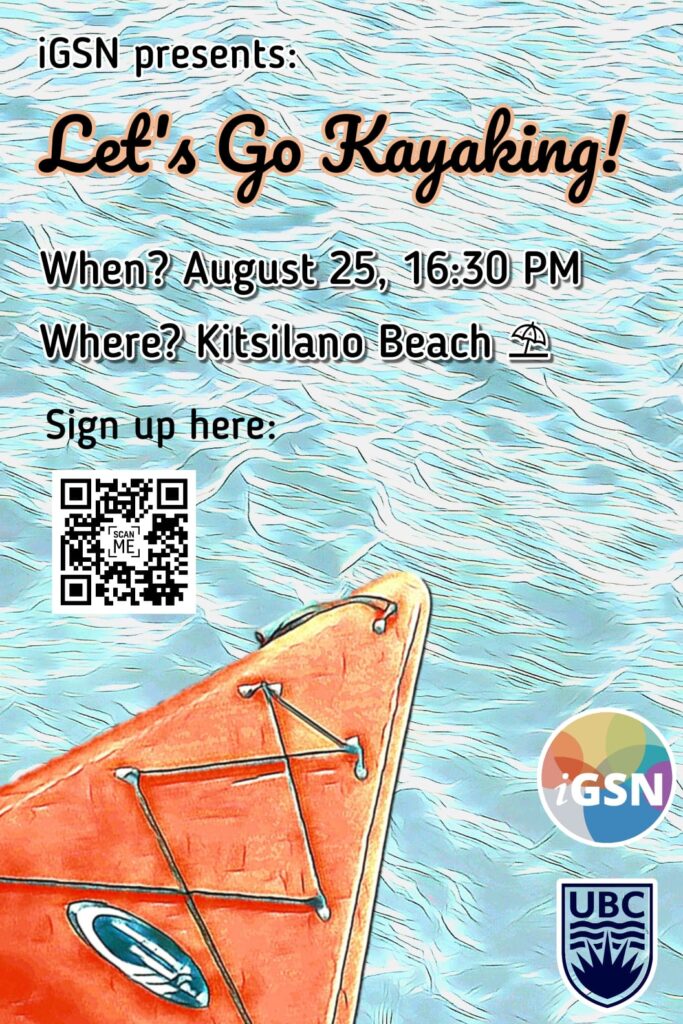 iGSN presents:
Let's Go Kayaking!
When? August 25, 16:30 PM
Where? Kitsilano Beach
Sign up here:
SCAN
ME
iGSN
UBC